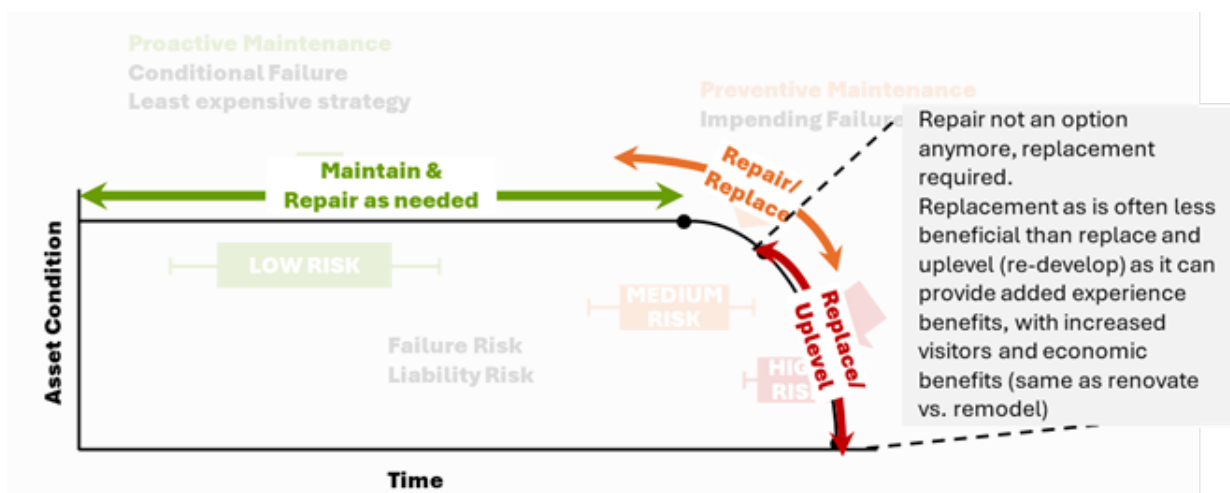 Proactive Maintenance
Conditional Failure
Least expensive strategy
Preventive Maintenance
Impending Failure
Repair not an option
anymore, replacement
required.
Replacement as is often less
beneficial than replace and
uplevel (re-develop) as it can
provide added experience
benefits, with increased
visitors and economic
benefits (same as renovate
vs. remodel)
Maintain &
Repair as needed
Repair/
Replace
LOW RISK
MEDIUM
RISK
Replace/
Uplevel
Failure Risk
Liability Risk
Asset Condition
Time